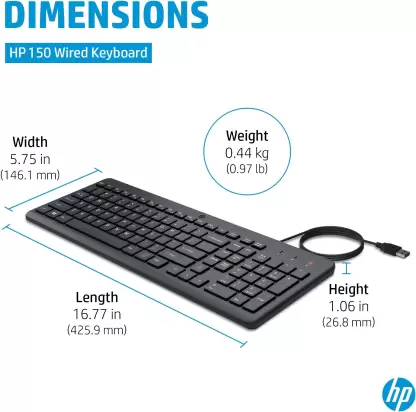 DIMENSIONS
HP 150 Wired Keyboard
Width
5.75 in
(146.1 mm)
Weight
0.44 kg
(0.97 lb)
Length
16.77 in
(425.9 mm)
Height
1.06 in
(26.8 mm)
hp